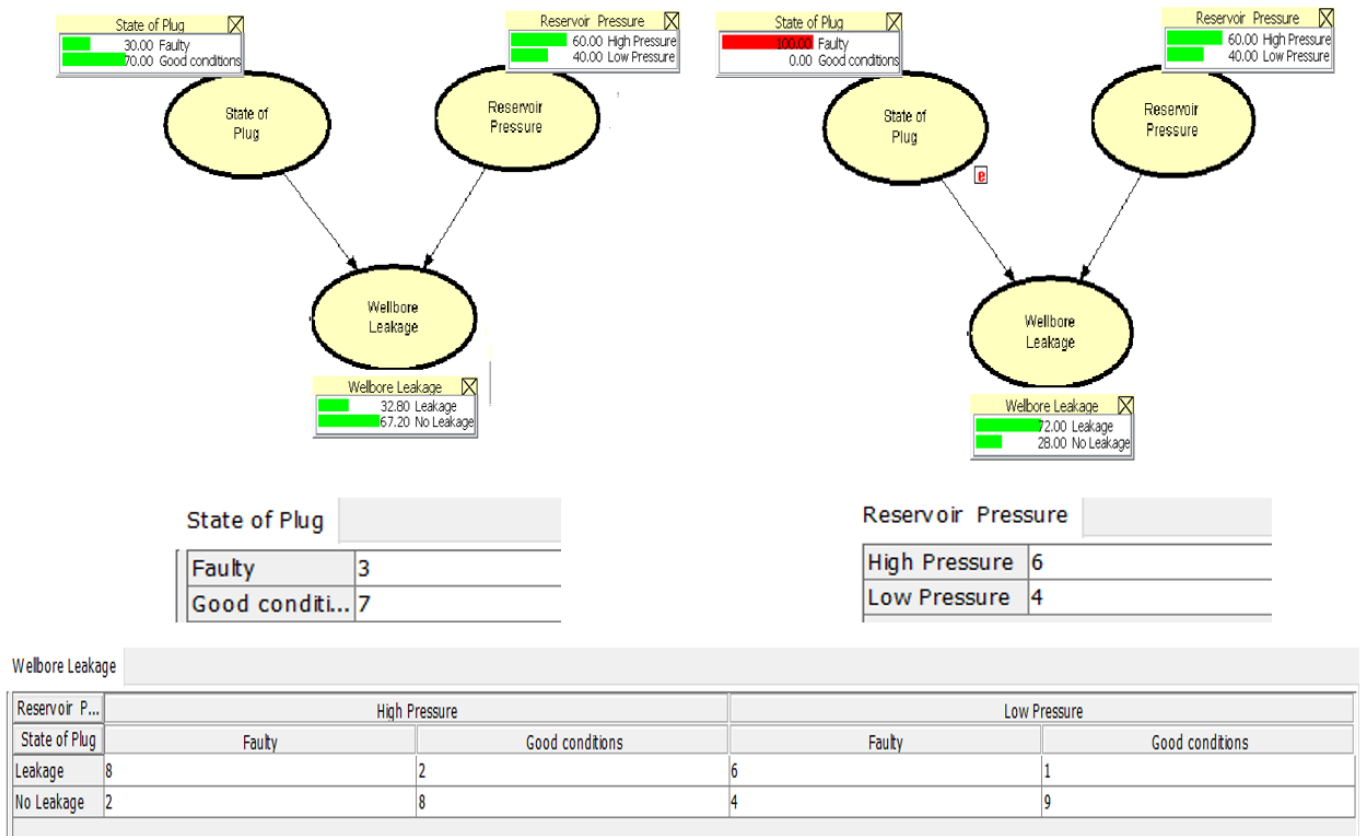 State of Plug
30.00 Faulty
70.00 Good conditions
Reservoir Pressure
60.00 High Pressure
40.00 Low Pressure
State of
Plug
Reservoir
Pressure
Wellbore
Leakage
Wellbore Leakage
32.80 Leakage
67.20 No Leakage
State of Plug
100.00 Faulty
0.00 Good conditions
Reservoir Pressure
60.00 High Pressure
40.00 Low Pressure
State of
Plug
e
Reservoir
Pressure
Wellbore
Leakage
Wellbore Leakage
72.00 Leakage
28.00 No Leakage
State of Plug
Faulty 3
Good conditi... 7
Reservoir Pressure
High Pressure 6
Low Pressure 4
Wellbore Leakage
Reservoir P... High Pressure Low Pressure
State of Plug Faulty Good conditions Faulty Good conditions
Leakage 8 2 6 1
No Leakage 2 8 4 9